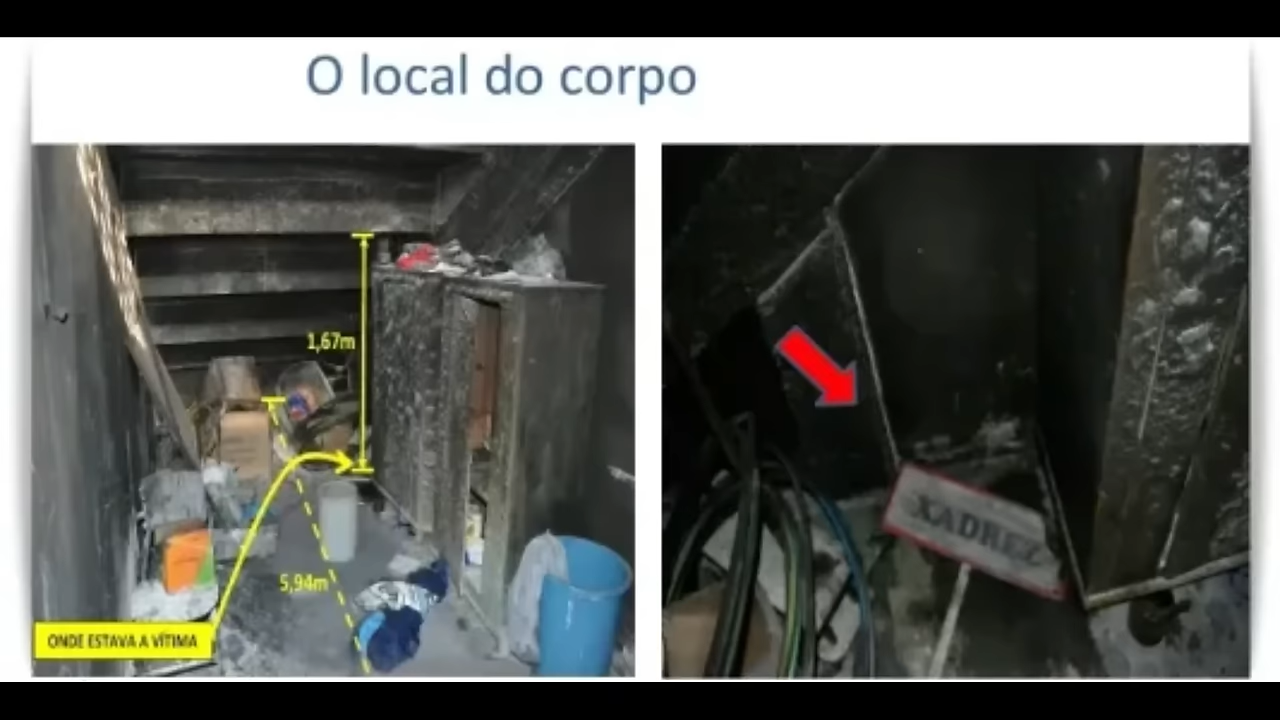 O local do corpo
1,67m
5,94m
ONDE ESTAVA A VÍTIMA
XADREZ